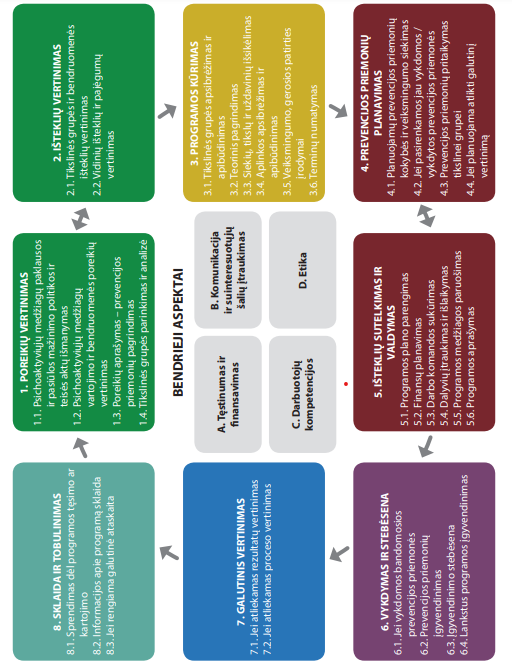 1. POREIKIŲ VERTINIMAS
1.1. Psichoaktyviųjų medžiagų paklausos
ir pasiūlos mažinimo politikos ir
teisės aktų išmanymas
1.2. Psichoaktyviųjų medžiagų
vartojimo ir bendruomenės poreikių
vertinimas
1.3. Poreikių aprašymas – prevencijos
priemonių pagrindimas
1.4. Tikslinės grupės parinkimas ir analizė
2. IŠTEKLIŲ VERTINIMAS
2.1. Tikslinės grupės ir bendruomenės
išteklių vertinimas
2.2. Vidinių išteklių ir pajėgumų
vertinimas
3. PROGRAMOS KŪRIMAS
3.1. Tikslinės grupės apsibrėžimas ir
apibūdinimas
3.2. Teorinis pagrindimas
3.3. Siekių, tikslų ir uždavinių išsikėlimas
3.4. Aplinkos apsibrėžimas ir
apibūdinimas
3.5. Veiksmingumo, gerosios patirties
įrodymai
3.6. Terminų numatymas
4. PREVENCIJOS PRIEMONIŲ
PLANAVIMAS
4.1. Planuojamų prevencijos priemonių
kokybės ir veiksmingumo siekimas
4.2. Jei pasirenkamos jau vykdomos /
vykdytos prevencijos priemonės
4.3. Prevencijos priemonių pritaikymas
tikslinei grupei
4.4. Jei planuojama atlikti galutinį
vertinimą
BENDRIEJI ASPEKTAI
A. Tęstinumas ir
finansavimas
B. Komunikacija
ir suinteresuotųjų
šalių įtraukimas
C. Darbuotojų
kompetencijos
D. Etika
5. IŠTEKLIŲ SUTELKIMAS IR
VALDYMAS
5.1. Programos plano parengimas
5.2. Finansų planavimas
5.3. Darbo komandos sukūrimas
5.4. Dalyvių įtraukimas ir išlaikymas
5.5. Programos medžiagos paruošimas
5.6. Programos aprašymas
6. VYKDYMAS IR STEBĖSENA
6.1. Jei vykdomos bandomosios
prevencijos priemonės
6.2. Prevencijos priemonių
įgyvendinimas
6.3. Įgyvendinimo stebėsena
6.4. Lankstus programos įgyvendinimas
7. GALUTINIS VERTINIMAS
7.1. Jei atliekamas rezultatų vertinimas
7.2. Jei atliekamas proceso vertinimas
8. SKLAIDA IR TOBULINIMAS
8.1. Sprendimas dėl programos tęsimo ar
kartojimo
8.2. Informacijos apie programą sklaida
8.3. Jei rengiama galutinė ataskaita